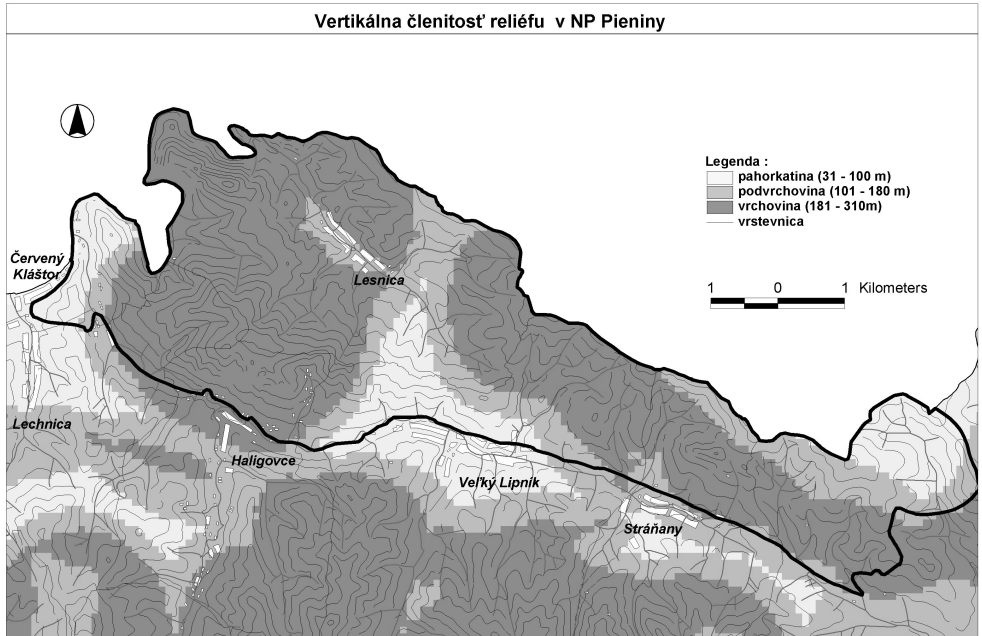 Vertikálna členitosť reliéfu v NP Pieniny
Legenda :
pahorkatina (31 - 100 m)
podvrchovina (101 - 180 m)
vrchovina (181 - 310m)
vrstevnica
1 0 1 Kilometers
Červený
Kláštor
Lesnica
Lechnica
Haligovce
Veľký Lipník
Stráňany